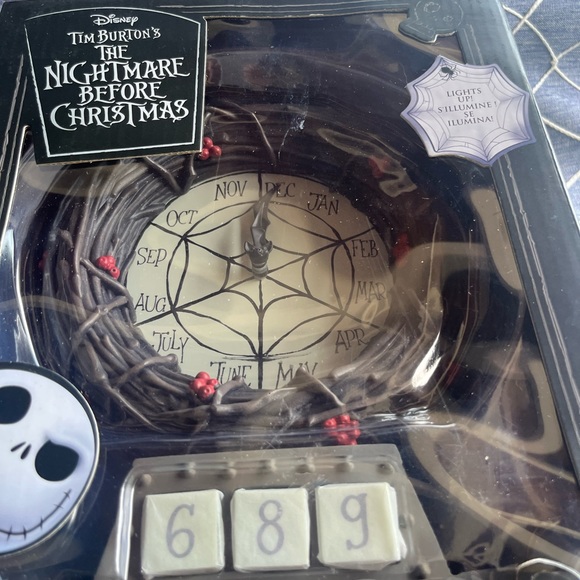 Disney
TIM BURTON'S
THE
NIGHTMARE
BEFORE
CHRISTMAS
LIGHTS
UP!
S'ILLUMINE!
SE
ILUMINA!
NOV DEC JAN
OCT
FEB
SEP
MAR
AUG
APR
JULY
JUNE MAY
6 8 9